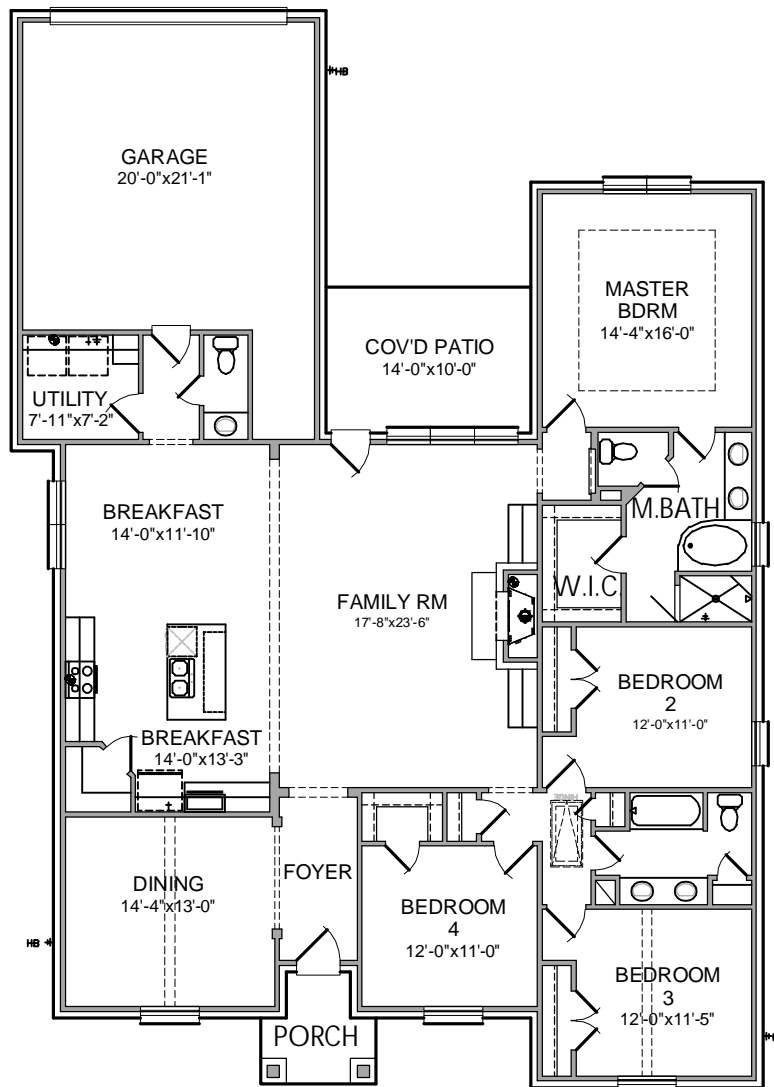 HB
GARAGE
20'-0"x21'-1"
MASTER
BDRM
14'-4"x16'-0"
COV'D PATIO
14'-0"x10'-0"
UTILITY
7'-11"x7'-2"
BREAKFAST
14'-0"x11'-10"
M.BATH
FAMILY RM
17'-8"x23'-6"
W.I.C.
BEDROOM
2
12'-0"x11'-0"
BREAKFAST
14'-0"x13'-3"
DINING
14'-4"x13'-0"
FOYER
BEDROOM
4
12'-0"x11'-0"
HB
BEDROOM
3
12'-0"x11'-5"
PORCH